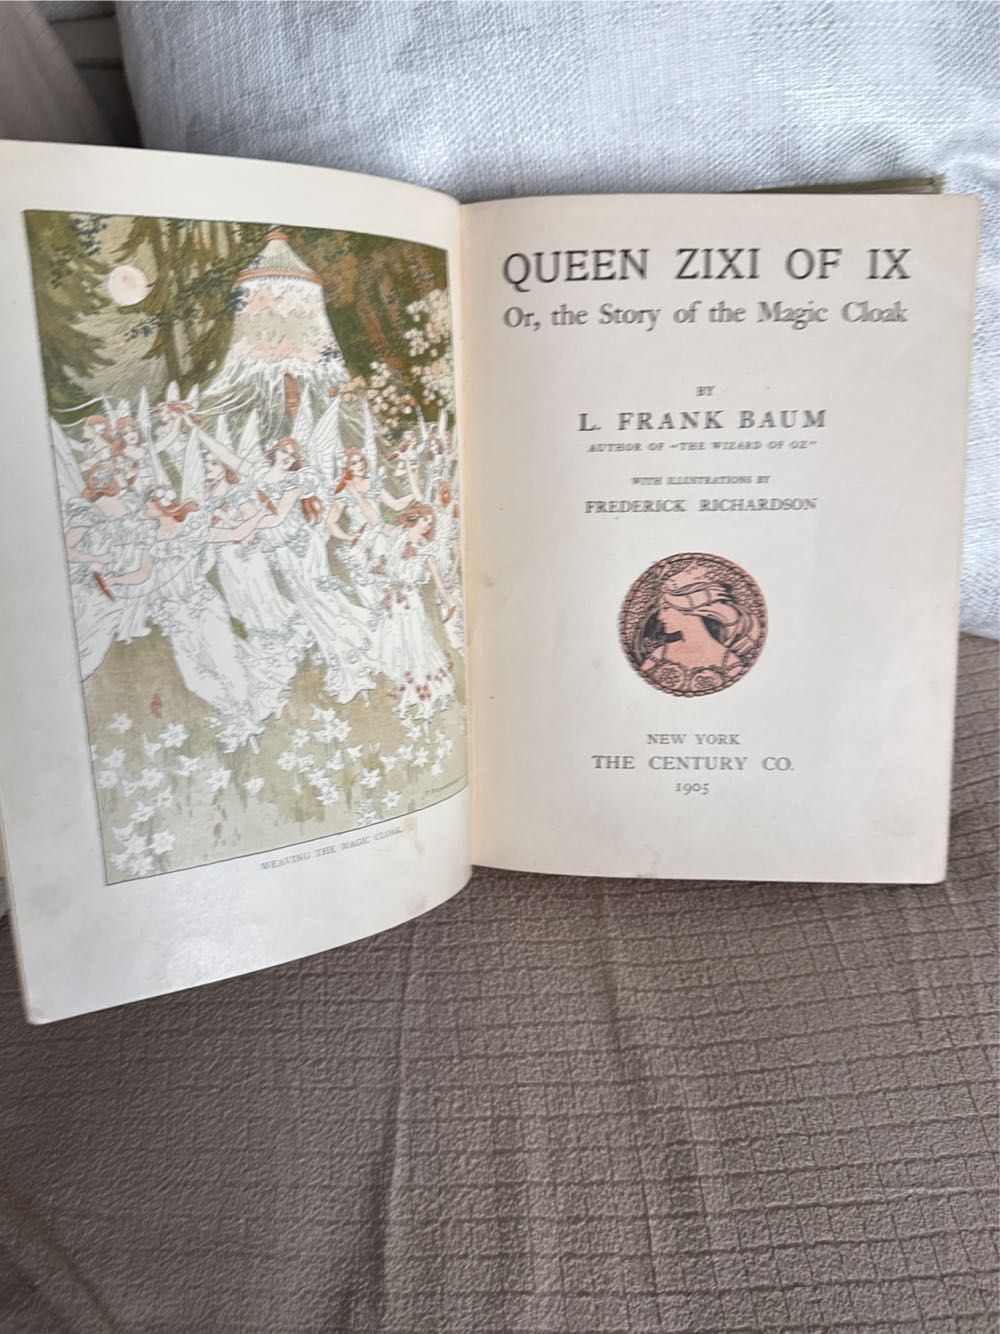 WEAVING THE MAGIC CLOAK.
QUEEN ZIXI OF IX
Or, the Story of the Magic Cloak
BY
L. FRANK BAUM
AUTHOR OF "THE WIZARD OF OZ"
WITH ILLUSTRATIONS BY
FREDERICK RICHARDSON
NEW YORK
THE CENTURY CO.
1905